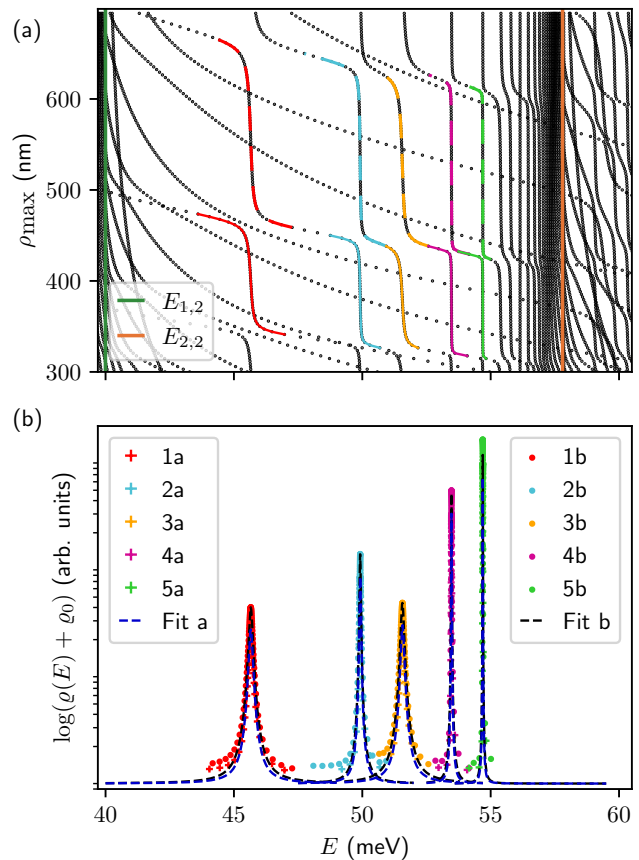 (a)
600
500
400
300
ρmax (nm)
E1,2
E2,2
(b)
1a
2a
3a
4a
5a
Fit a
1b
2b
3b
4b
5b
Fit b
log(ϱ(E) + ϱ0) (arb. units)
40
45
50
55
60
E (meV)